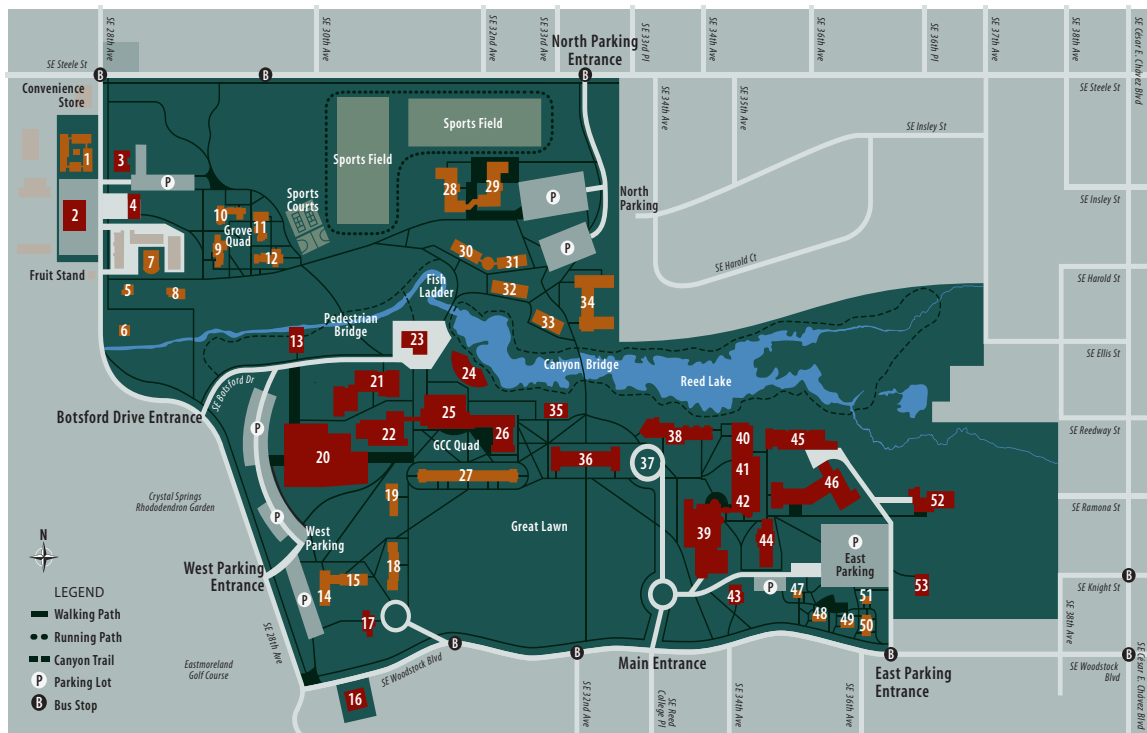 SE 28th Ave
SE 30th Ave
SE 32nd Ave
SE 33rd Ave
SE 33rd Pl
SE 34th Ave
SE 36th Ave
SE 36th Pl
SE 37th Ave
SE 38th Ave
SE César E. Chávez Blvd
North Parking
Entrance
SE Steele St
B
B
B
B
SE Steele St
Convenience
Store
Sports Field
Sports Field
SE 34th Ave
SE 35th Ave
SE Insley St
SE Insley St
1
3
P
28
29
P
North
Parking
2
4
10
11
Grove
Quad
Sports
Courts
9
12
7
30
31
P
SE Harold Ct
SE Harold St
Fruit Stand
5
8
6
Fish
Ladder
32
33
34
Pedestrian
Bridge
13
23
24
Canyon Bridge
Reed Lake
SE Ellis St
SE Botsford Dr
Botsford Drive Entrance
P
21
22
25
26
35
GCC Quad
20
27
36
37
38
40
41
42
45
46
52
SE Reedway St
Crystal Springs
Rhododendron Garden
19
Great Lawn
39
44
SE Ramona St
P
West
Parking
P
East
Parking
N
West Parking
Entrance
18
15
14
P
17
P
43
47
48
49
50
51
53
SE Knight St
B
LEGEND
Walking Path
Running Path
Canyon Trail
P
Parking Lot
B
Bus Stop
SE 28th Ave
Eastmoreland
Golf Course
SE Woodstock Blvd
16
B
B
Main Entrance
B
East Parking
Entrance
B
SE Woodstock
Blvd
SE 38th Ave
SE 32nd Ave
SE Reed
College Pl
SE 34th Ave
SE 36th Ave
SE César E. Chávez Blvd